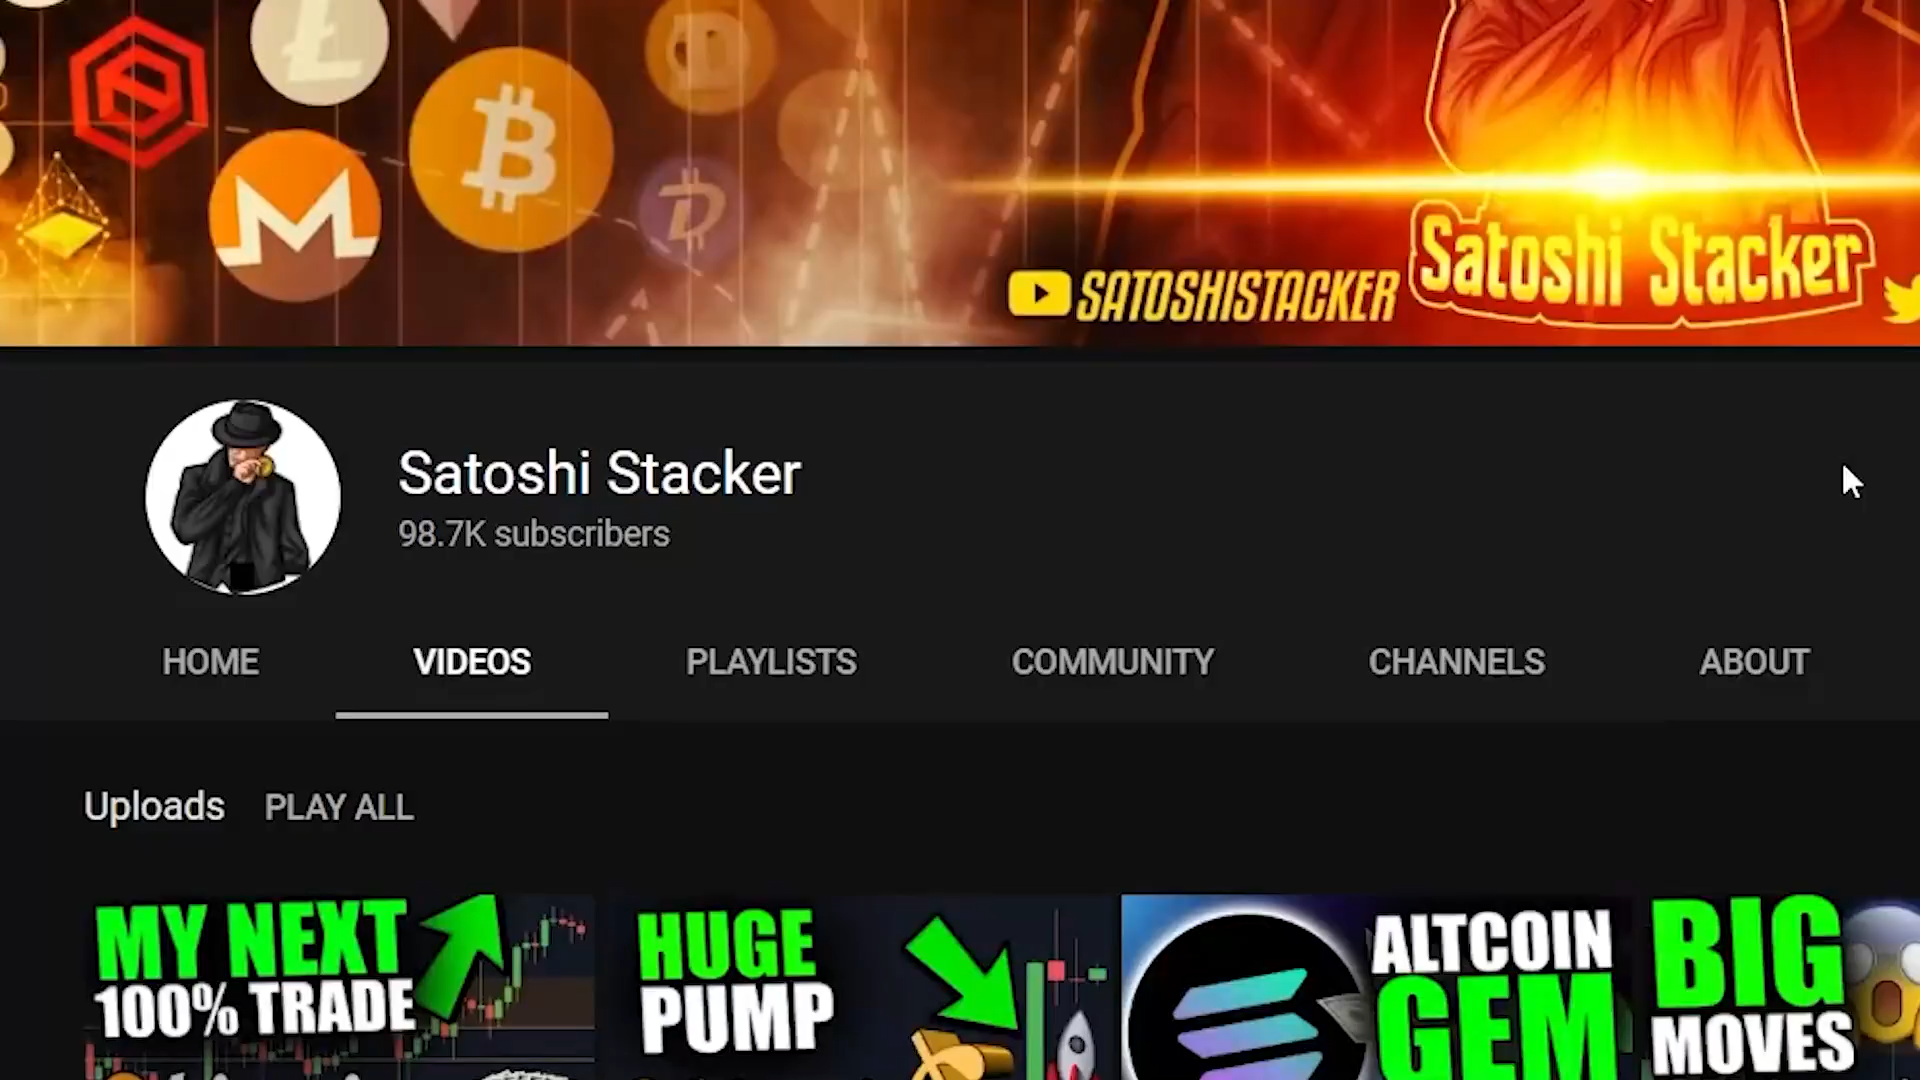 SATOSHISTACKER
Satoshi Stacker
Satoshi Stacker
98.7K subscribers
HOME VIDEOS PLAYLISTS COMMUNITY CHANNELS ABOUT
Uploads PLAY ALL
MY NEXT
100% TRADE
HUGE
PUMP
ALTCOIN
GEM
BIG
MOVES